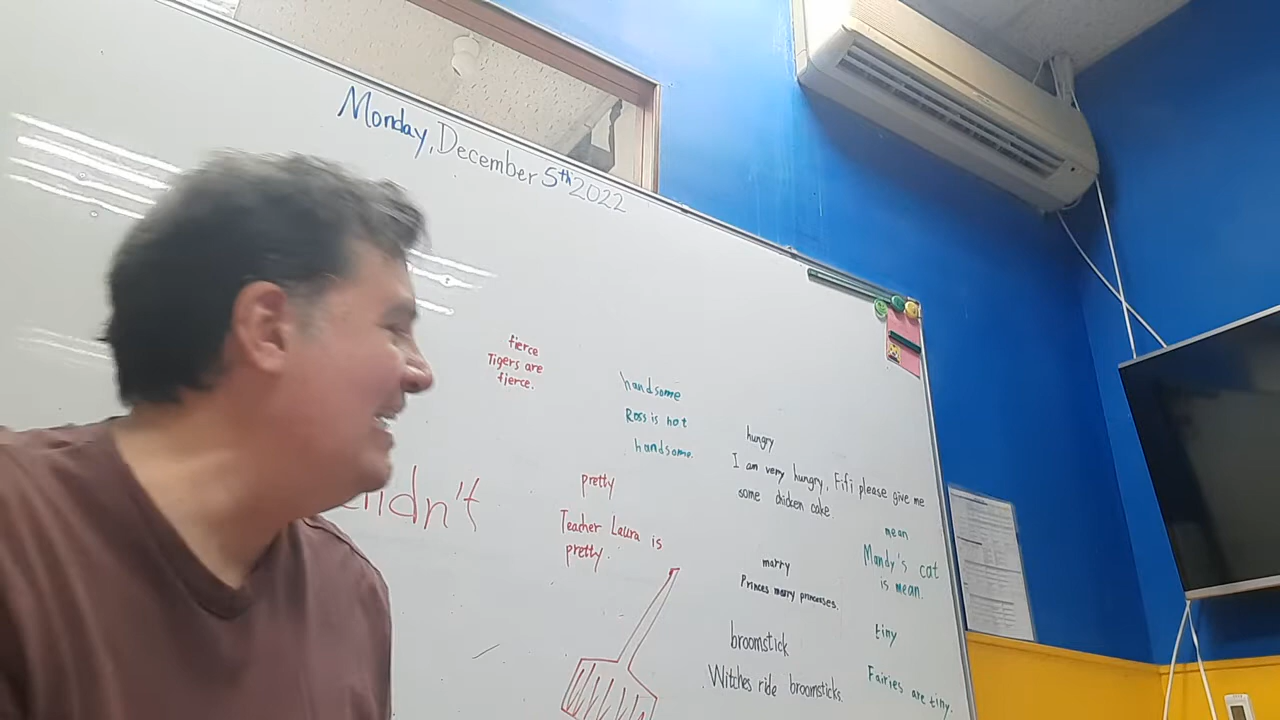 Monday, December 5th 2022
fierce
Tigers are
fierce.
handsome
Ross is not
handsome.
didn't
pretty
Teacher Laura is
pretty.
hungry
I am very hungry, Fifi please give me
some chicken cake
mean
Mandy's cat
is mean.
marry
Princes marry princesses.
broomstick
Witches ride broomsticks.
tiny
Fairies are tiny.